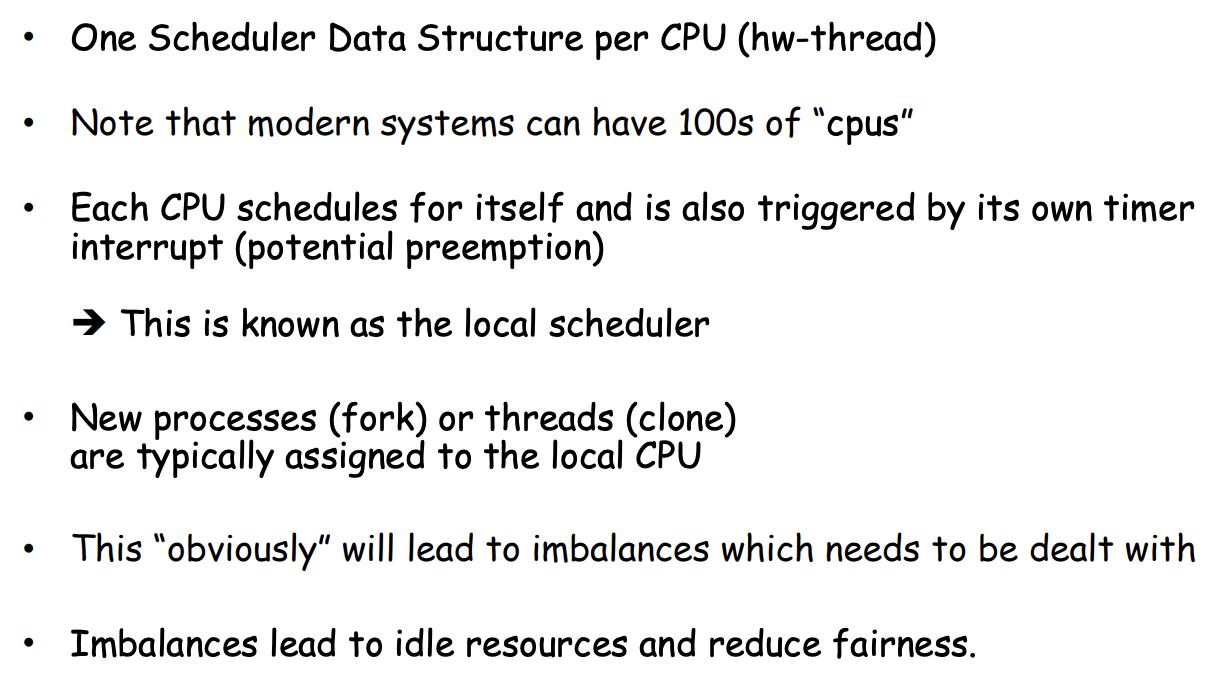 • One Scheduler Data Structure per CPU (hw-thread)
• Note that modern systems can have 100s of “cpus”
• Each CPU schedules for itself and is also triggered by its own timer
interrupt (potential preemption)
➔ This is known as the local scheduler
• New processes (fork) or threads (clone)
are typically assigned to the local CPU
• This “obviously” will lead to imbalances which needs to be dealt with
• Imbalances lead to idle resources and reduce fairness.